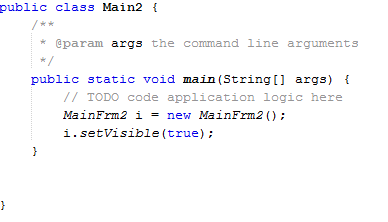 public class Main2 {
/**
* @param args the command line arguments
*/
public static void main(String[] args) {
// TODO code application logic here
MainFrm2 i = new MainFrm2();
i.setVisible(true);
}
}